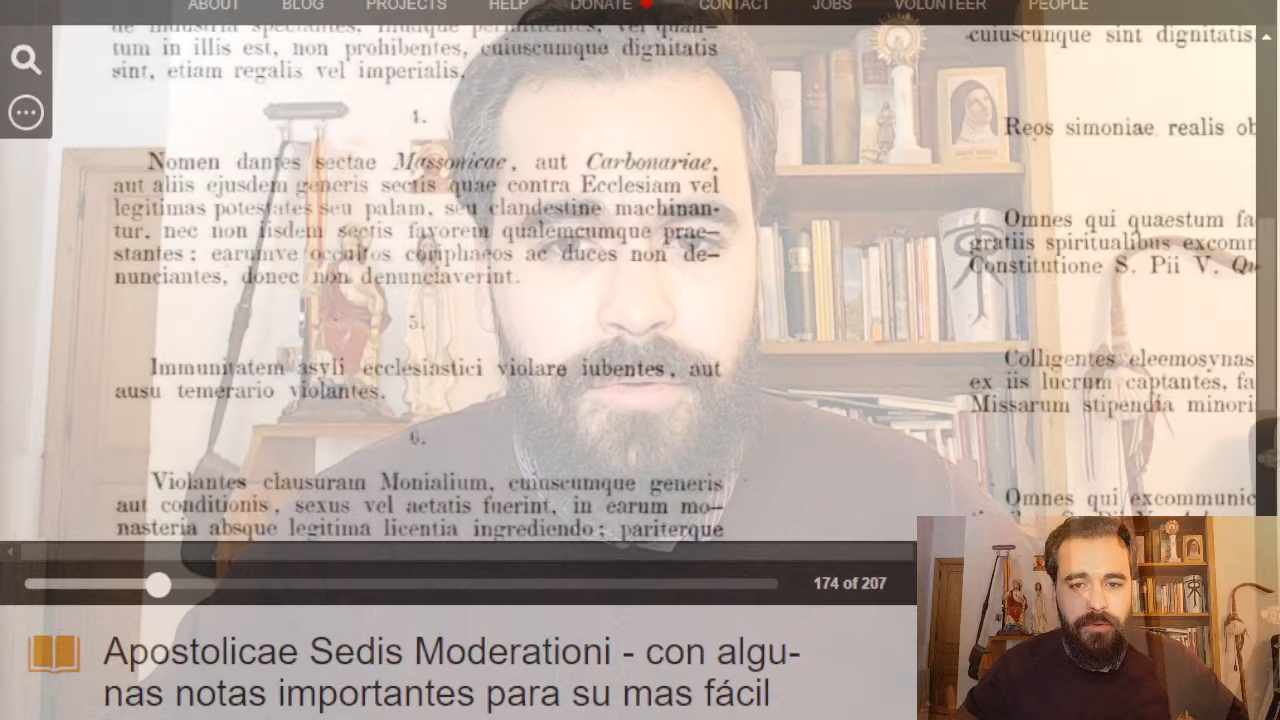 ABOUT BLOG PROJECTS HELP DONATE CONTACT JOBS VOLUNTEER PEOPLE
tum in illis est, non prohibentes, cuiuscumque dignitatis
sint, etiam regalis vel imperialis.
4.
Nomen dantes sectae Massonicae, aut Carbonariae,
aut aliis ejusdem generis sectis quae contra Ecclesiam vel
legitimas potestates seu palam, seu clandestine machinan-
tur, nec non iisdem sectis favorem qualemcumque prae-
stantes; earumve occultos coriphaeos ac duces non de-
nunciantes, donec non denunciaverint.
5.
Immunitatem asyli ecclesiastici violare iubentes, aut
ausu temerario violantes.
6.
Violantes clausuram Monialium, cuiuscumque generis
aut conditionis, sexus vel aetatis fuerint, in earum mo-
nasteria absque legitima licentia ingrediendo; pariterque
cuiuscunque sint dignitatis.
Reos simoniae realis ob
Omnes qui quaestum fa
gratiis spiritualibus excomm
Constitutione S. Pii V. Qu
Colligentes eleemosynas
ex iis lucrum captantes, fa
Missarum stipendia minori
Omnes qui excommunic
174 of 207
Apostolicae Sedis Moderationi - con algu-
nas notas importantes para su mas fácil